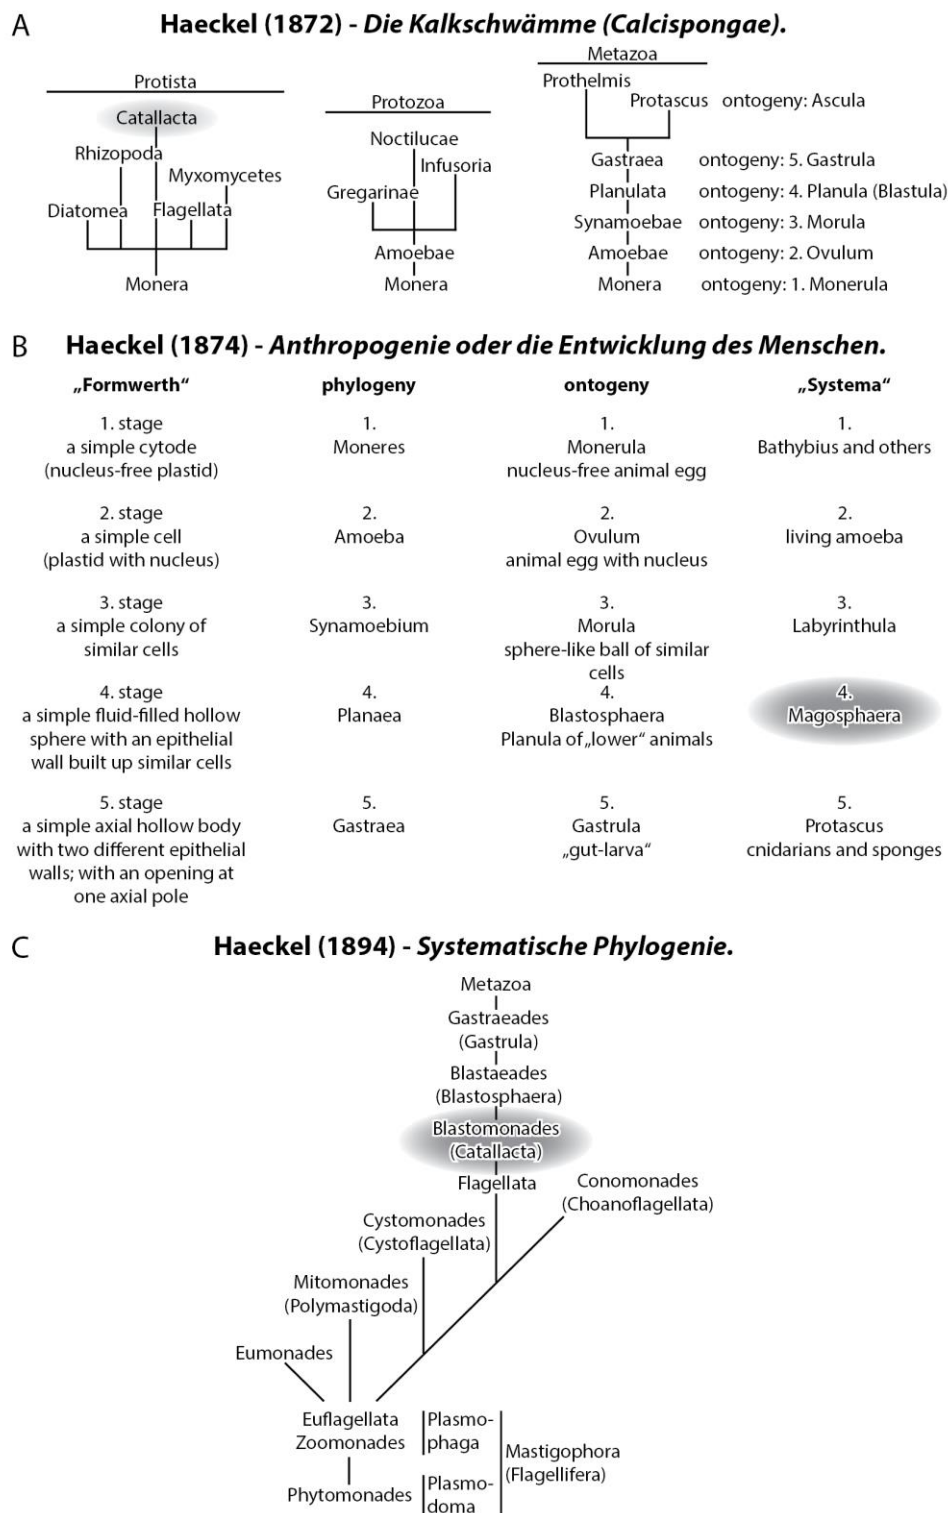 A Haeckel (1872) - Die Kalkschwämme (Calcispongae).
Protista
Catallacta
Rhizopoda
Myxomycetes
Diatomea
Flagellata
Monera
Protozoa
Noctilucae
Infusoria
Gregarinae
Amoebae
Monera
Metazoa
Prothelmis
Protascus ontogeny: Ascula
Gastraea ontogeny: 5. Gastrula
Planulata ontogeny: 4. Planula (Blastula)
Synamoebae ontogeny: 3. Morula
Amoebae ontogeny: 2. Ovulum
Monera ontogeny: 1. Monerula
B Haeckel (1874) - Anthropogenie oder die Entwicklung des Menschen.
„Formwerth“ phylogeny ontogeny „Systema“
1. stage 1. 1. 1.
a simple cytode Moneres Monerula Bathybius and others
(nucleus-free plastid) nucleus-free animal egg
2. stage 2. 2. 2.
a simple cell Amoeba Ovulum living amoeba
(plastid with nucleus) animal egg with nucleus
3. stage 3. 3. 3.
a simple colony of Synamoebium Morula Labyrinthula
similar cells sphere-like ball of similar
cells
4. stage 4. 4. 4.
a simple fluid-filled hollow Planaea Blastosphaera Magosphaera
sphere with an epithelial Planula of „lower“ animals
wall built up similar cells
5. stage 5. 5. 5.
a simple axial hollow body Gastraea Gastrula Protascus
with two different epithelial „gut-larva“ cnidarians and sponges
walls; with an opening at
one axial pole
C Haeckel (1894) - Systematische Phylogenie.
Metazoa
Gastraeades
(Gastrula)
Blastaeades
(Blastosphaera)
Blastomonades
(Catallacta)
Flagellata
Conomonades
(Choanoflagellata)
Cystomonades
(Cystoflagellata)
Mitomonades
(Polymastigoda)
Eumonades
Euflagellata
Zoomonades
Plasmo-
phaga
Mastigophora
(Flagellifera)
Phytomonades
Plasmo-
doma